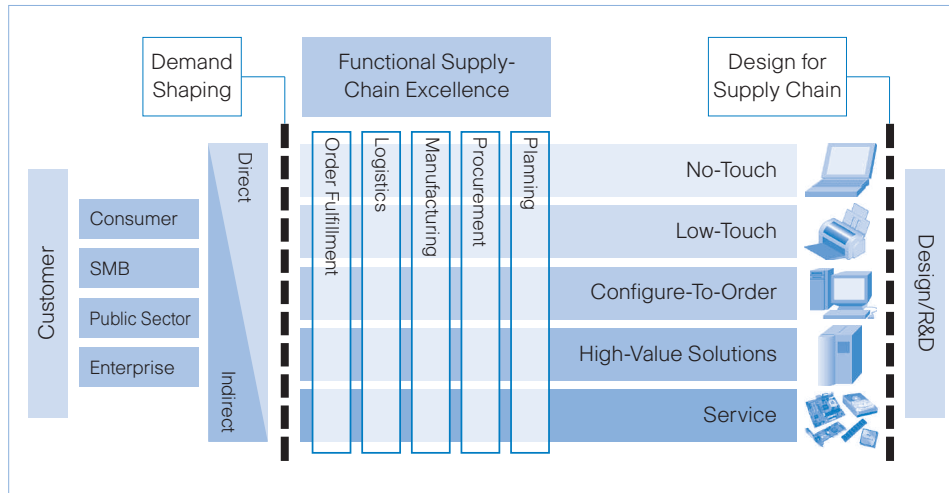 Demand
Shaping
Functional Supply-
Chain Excellence
Design for
Supply Chain
Customer
Consumer
SMB
Public Sector
Enterprise
Direct
Indirect
Order Fulfillment
Logistics
Manufacturing
Procurement
Planning
No-Touch
Low-Touch
Configure-To-Order
High-Value Solutions
Service
Design/R&D